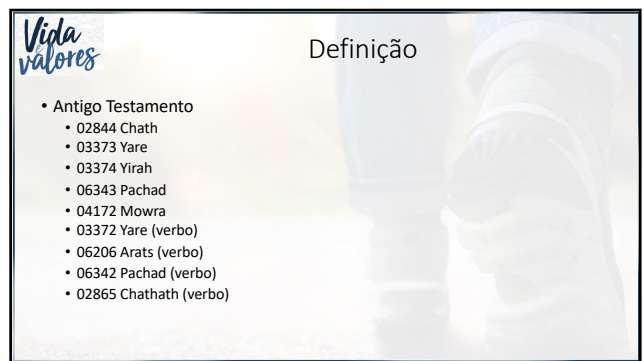 Vida
e
valores
Definição
• Antigo Testamento
• 02844 Chath
• 03373 Yare
• 03374 Yirah
• 06343 Pachad
• 04172 Mowra
• 03372 Yare (verbo)
• 06206 Arats (verbo)
• 06342 Pachad (verbo)
• 02865 Chathath (verbo)